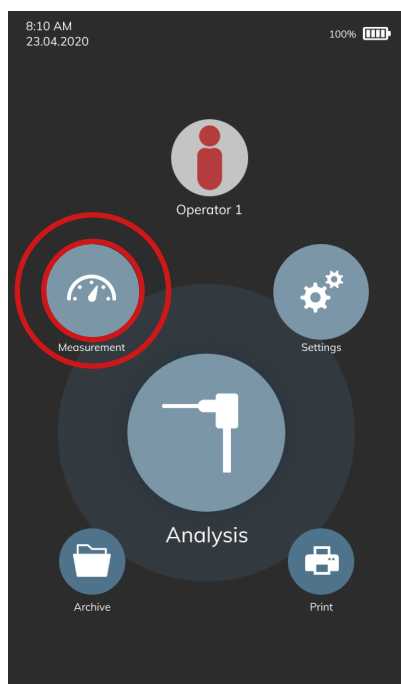 8:10 AM
23.04.2020
100%
Operator 1
Measurement
Settings
Analysis
Archive
Print